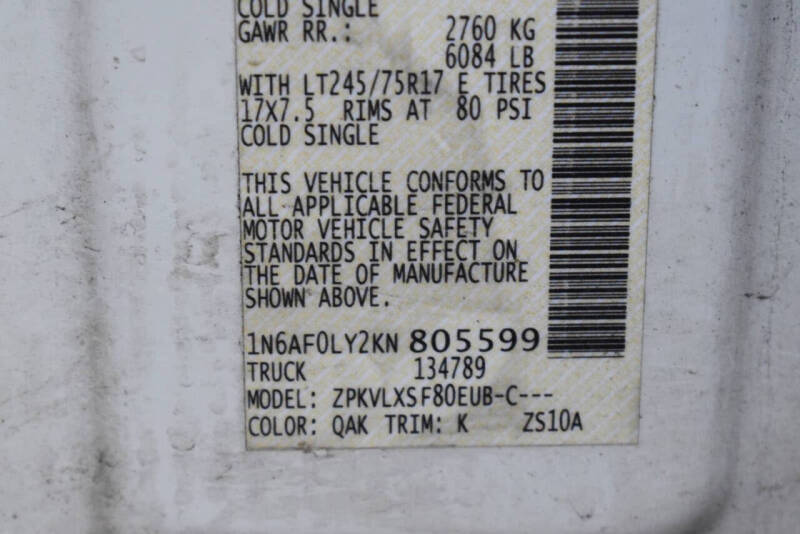 COLD SINGLE
GAWR RR.: 2760 KG
6084 LB
WITH LT245/75R17 E TIRES
17X7.5 RIMS AT 80 PSI
COLD SINGLE
THIS VEHICLE CONFORMS TO
ALL APPLICABLE FEDERAL
MOTOR VEHICLE SAFETY
STANDARDS IN EFFECT ON
THE DATE OF MANUFACTURE
SHOWN ABOVE.
1N6AF0LY2KN 805599
TRUCK 134789
MODEL: ZPKVLXSF80EUB-C---
COLOR: QAK TRIM: K ZS10A